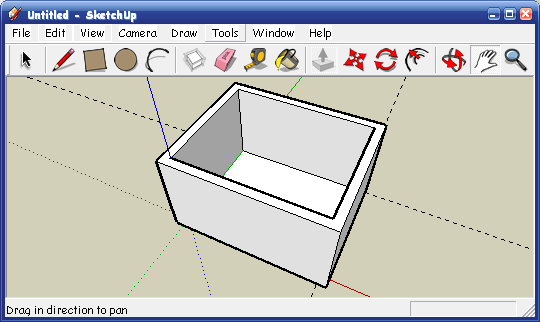 Untitled - SketchUp
File Edit View Camera Draw Tools Window Help
Drag in direction to pan